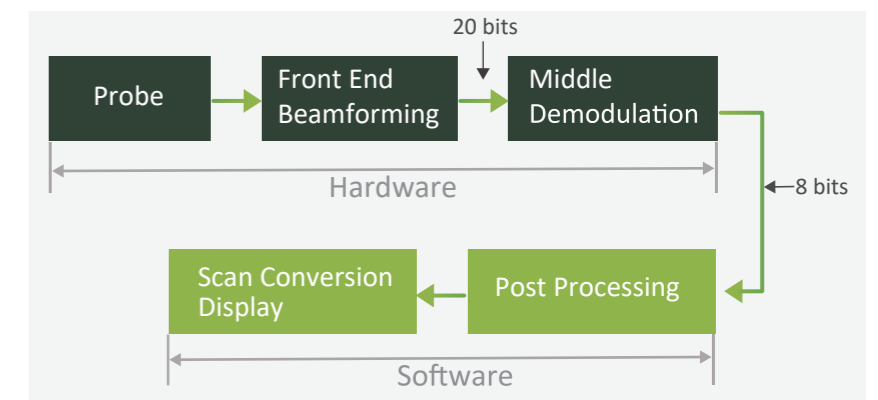 20 bits
Probe
Front End
Beamforming
Middle
Demodulation
Hardware
8 bits
Scan Conversion
Display
Post Processing
Software